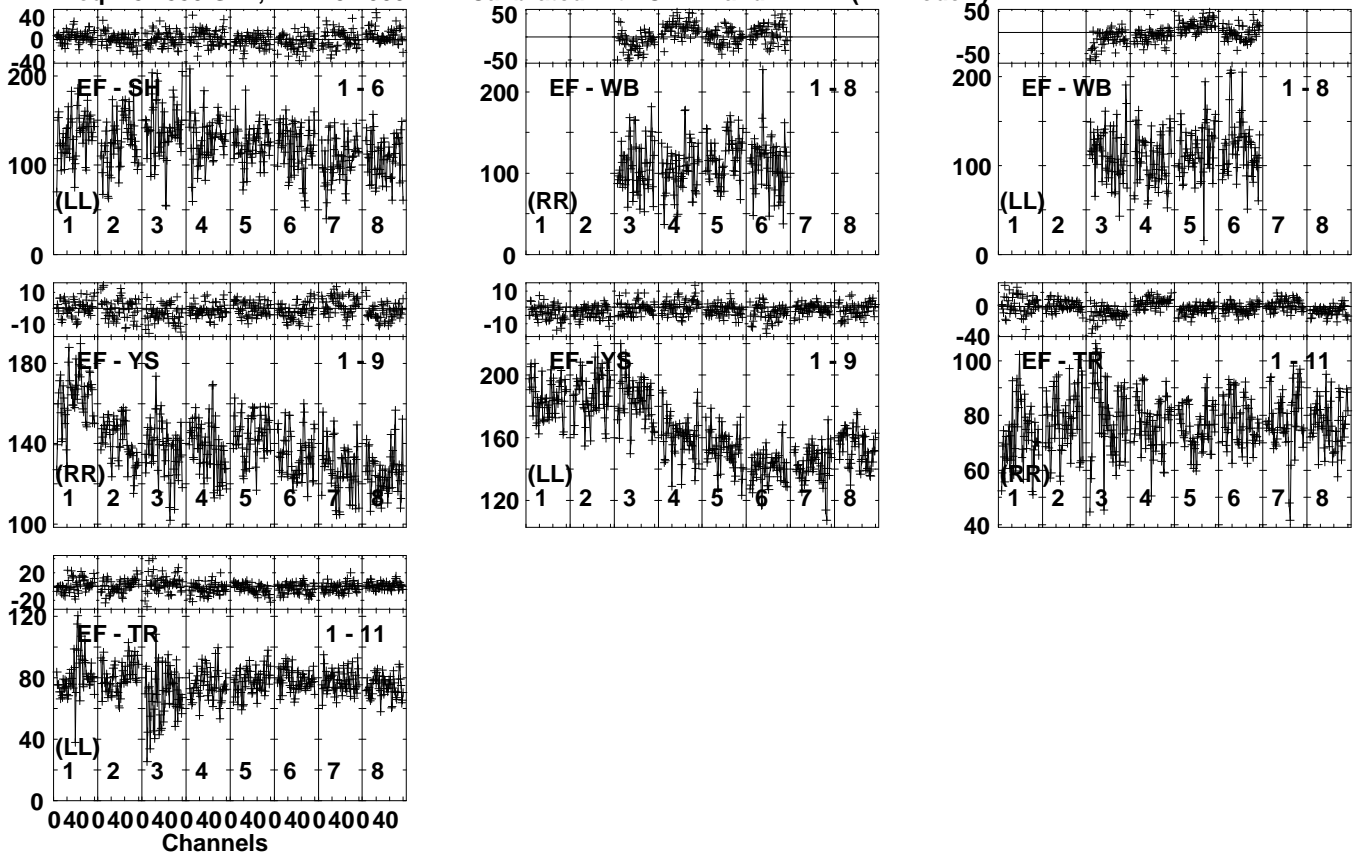 40
0
-40
200
100
0
EF - SH 1 - 6
(LL)
1 2 3 4 5 6 7 8
50
-50
200
100
0
EF - WB 1 - 8
(RR)
1 2 3 4 5 6 7 8
50
-50
200
100
0
EF - WB 1 - 8
(LL)
1 2 3 4 5 6 7 8
10
-10
180
140
100
EF - YS 1 - 9
(RR)
1 2 3 4 5 6 7 8
10
-10
200
160
120
EF - YS 1 - 9
(LL)
1 2 3 4 5 6 7 8
0
-40
100
80
60
40
EF - TR 1 - 11
(RR)
1 2 3 4 5 6 7 8
20
-20
120
80
40
0
EF - TR 1 - 11
(LL)
1 2 3 4 5 6 7 8
0 40 0 40 0 40 0 40 0 40 0 40 0 40 0 40
Channels